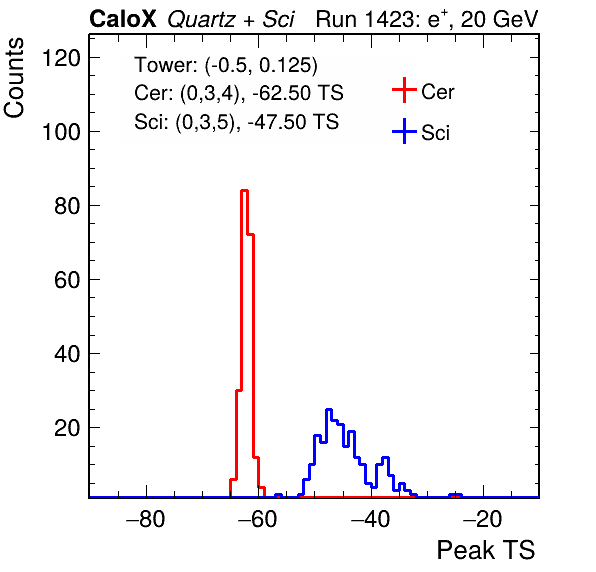 CaloX Quartz + Sci Run 1423: e⁺, 20 GeV
Counts
Tower: (-0.5, 0.125)
Cer: (0,3,4), -62.50 TS
Sci: (0,3,5), -47.50 TS
Cer
Sci
120
100
80
60
40
20
−80 −60 −40 −20
Peak TS